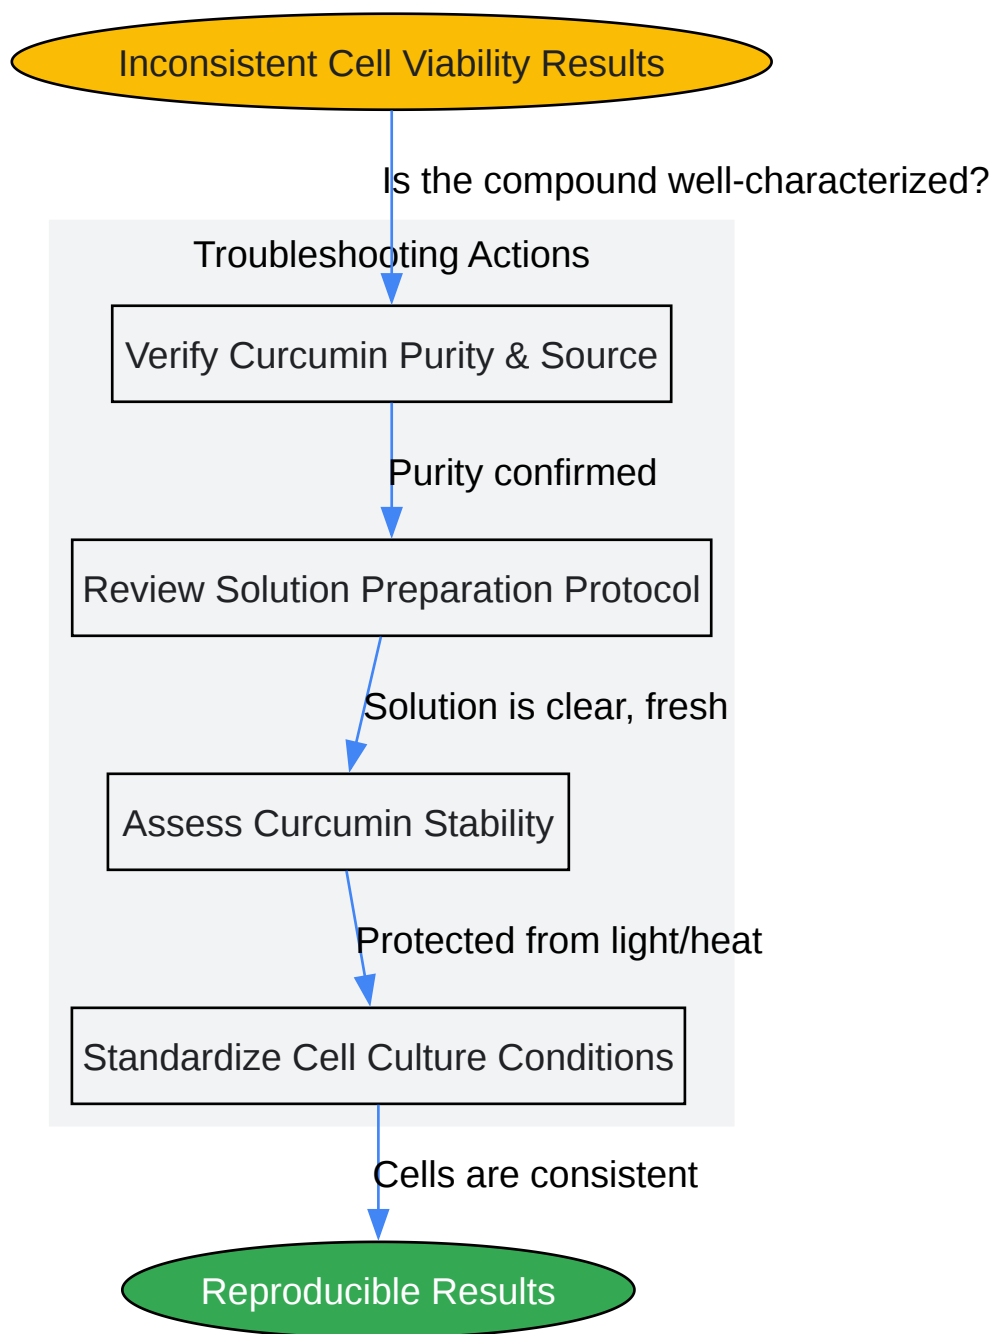 Inconsistent Cell Viability Results
Is the compound well-characterized?
Troubleshooting Actions
Verify Curcumin Purity & Source
Purity confirmed
Review Solution Preparation Protocol
Solution is clear, fresh
Assess Curcumin Stability
Protected from light/heat
Standardize Cell Culture Conditions
Cells are consistent
Reproducible Results